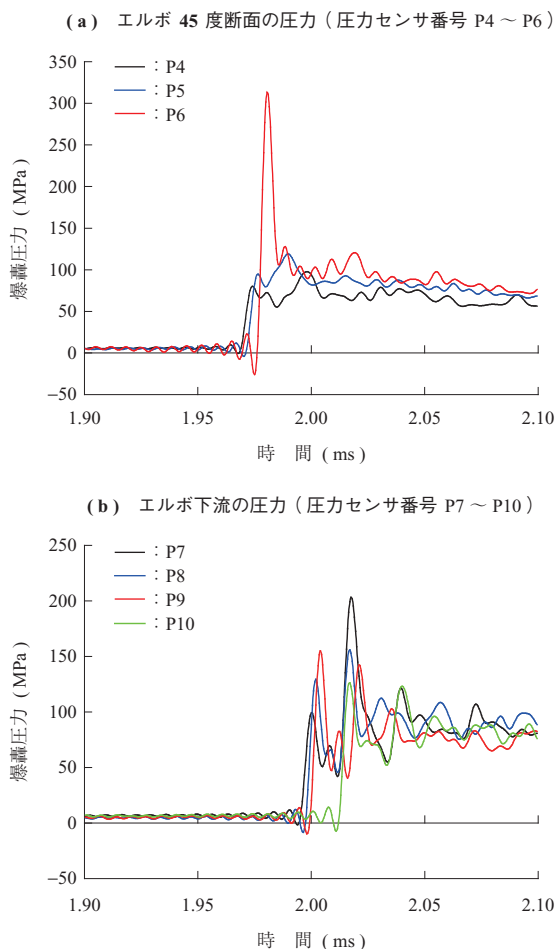 (a) エルボ 45 度断面の圧力 ( 圧力センサ番号 P4 ～ P6 )
：P4
：P5
：P6
爆轟圧力 ( MPa )
350
300
250
200
150
100
50
0
−50
1.90
1.95
2.00
2.05
2.10
時 間 ( ms )
(b) エルボ下流の圧力 ( 圧力センサ番号 P7 ～ P10 )
：P7
：P8
：P9
：P10
爆轟圧力 ( MPa )
250
200
150
100
50
0
−50
1.90
1.95
2.00
2.05
2.10
時 間 ( ms )